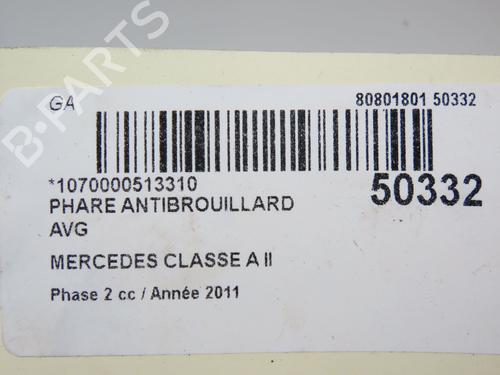 GA
80801801 50332
*1070000513310
50332
PHARE ANTIBROUILLARD
AVG
MERCEDES CLASSE A II
Phase 2 cc / Année 2011
B-PARTS